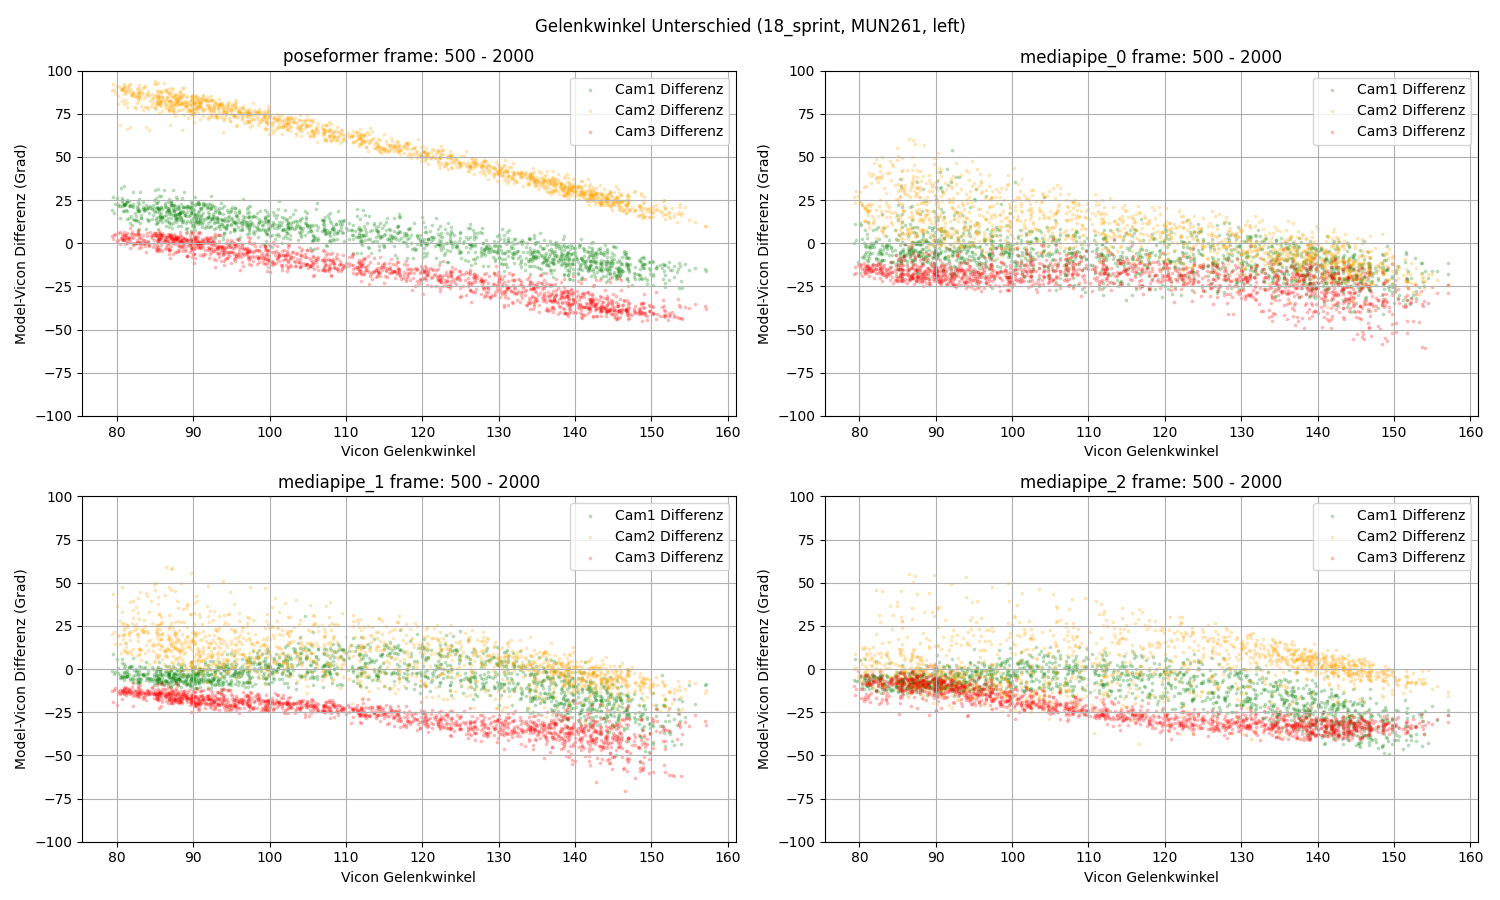 Gelenkwinkel Unterschied (18_sprint, MUN261, left)
poseformer frame: 500 - 2000
Model-Vicon Differenz (Grad)
100
75
50
25
0
−25
−50
−75
−100
Cam1 Differenz
Cam2 Differenz
Cam3 Differenz
80 90 100 110 120 130 140 150 160
Vicon Gelenkwinkel
mediapipe_0 frame: 500 - 2000
Model-Vicon Differenz (Grad)
100
75
50
25
0
−25
−50
−75
−100
Cam1 Differenz
Cam2 Differenz
Cam3 Differenz
80 90 100 110 120 130 140 150 160
Vicon Gelenkwinkel
mediapipe_1 frame: 500 - 2000
Model-Vicon Differenz (Grad)
100
75
50
25
0
−25
−50
−75
−100
Cam1 Differenz
Cam2 Differenz
Cam3 Differenz
80 90 100 110 120 130 140 150 160
Vicon Gelenkwinkel
mediapipe_2 frame: 500 - 2000
Model-Vicon Differenz (Grad)
100
75
50
25
0
−25
−50
−75
−100
Cam1 Differenz
Cam2 Differenz
Cam3 Differenz
80 90 100 110 120 130 140 150 160
Vicon Gelenkwinkel